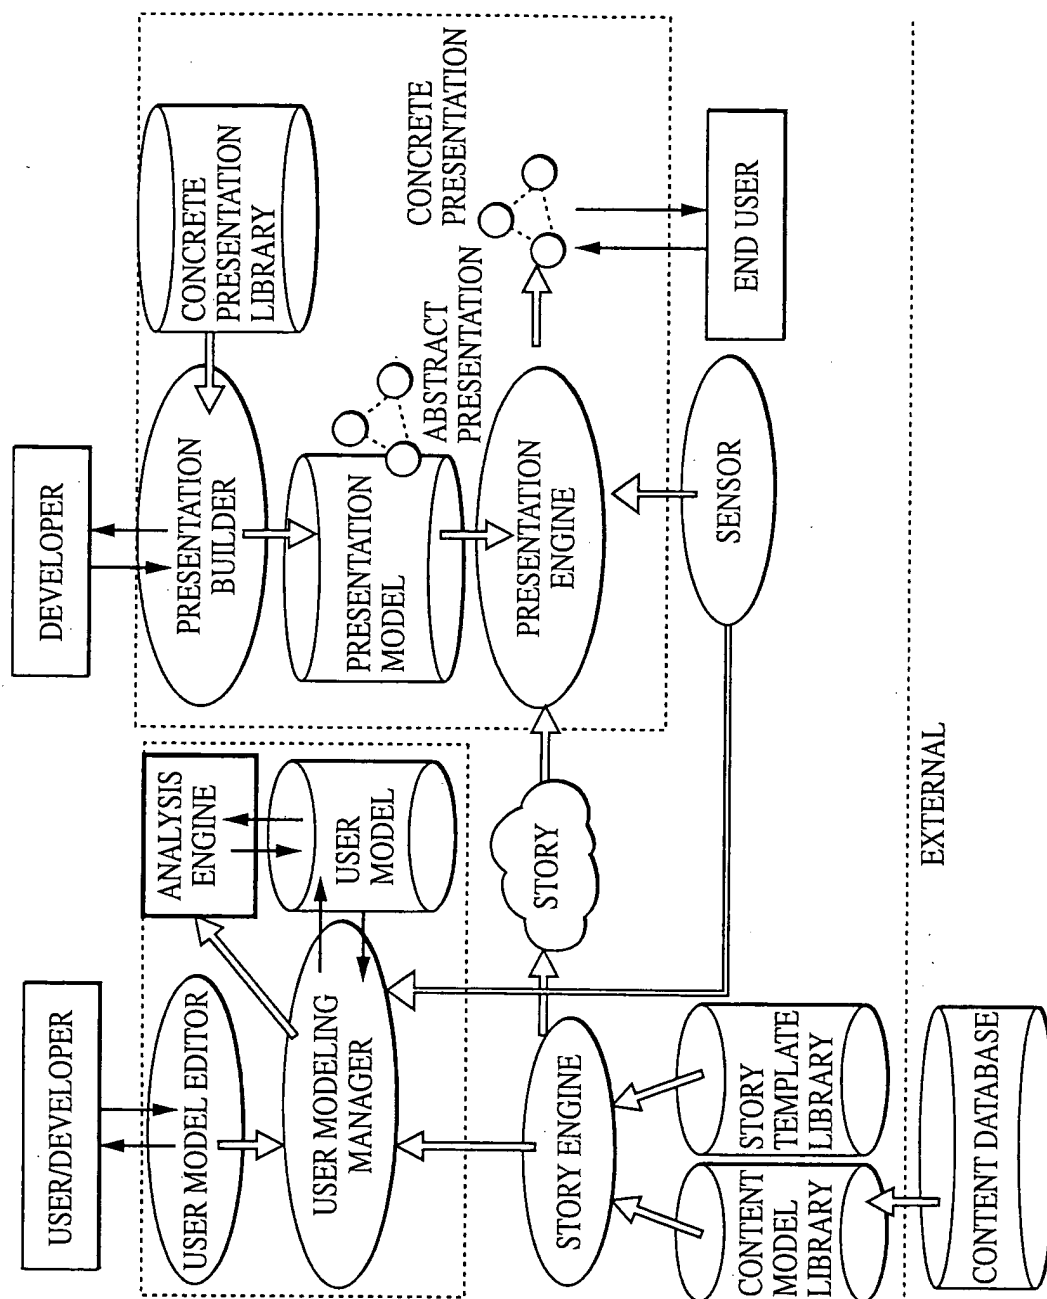 USER/DEVELOPER
DEVELOPER
USER MODEL EDITOR
ANALYSIS
ENGINE
PRESENTATION
BUILDER
CONCRETE
PRESENTATION
LIBRARY
USER MODELING
MANAGER
USER
MODEL
PRESENTATION
MODEL
ABSTRACT
PRESENTATION
CONCRETE
PRESENTATION
STORY ENGINE
STORY
PRESENTATION
ENGINE
CONTENT
MODEL
LIBRARY
STORY
TEMPLATE
LIBRARY
SENSOR
END USER
EXTERNAL
CONTENT DATABASE